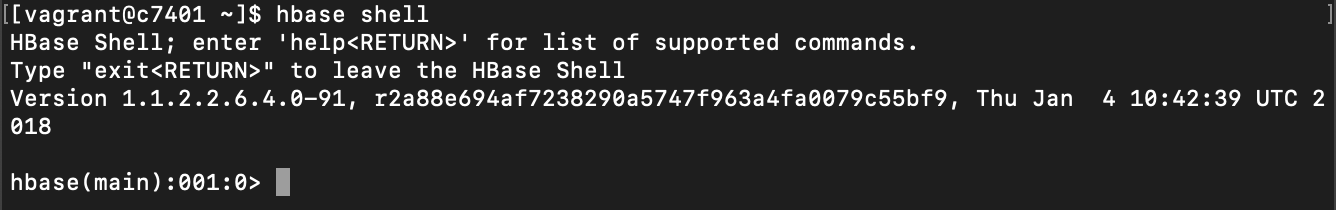 [[vagrant@c7401 ~]$ hbase shell ]
HBase Shell; enter 'help<RETURN>' for list of supported commands.
Type "exit<RETURN>" to leave the HBase Shell
Version 1.1.2.2.6.4.0-91, r2a88e694af7238290a5747f963a4fa0079c55bf9, Thu Jan  4 10:42:39 UTC 2
018
hbase(main):001:0>